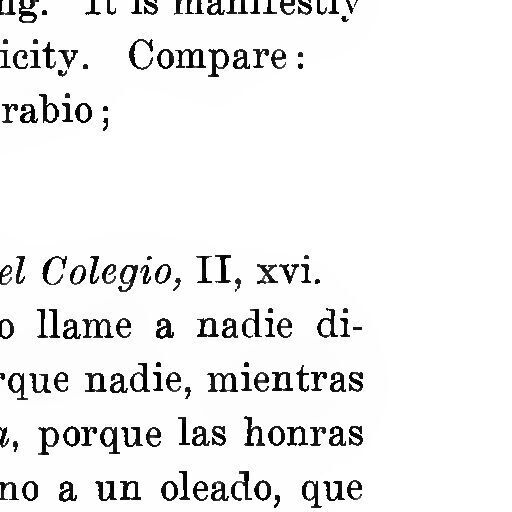 ng. It is manifestly
icity. Compare:
rabio;
el Colegio, II, xvi.
o llame a nadie di-
rque nadie, mientras
a, porque las honras
no a un oleado, que